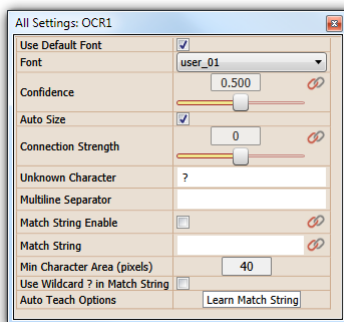 All Settings: OCR1
Use Default Font
Font user_01
Confidence 0.500
Auto Size
Connection Strength 0
Unknown Character ?
Multiline Separator
Match String Enable
Match String
Min Character Area (pixels) 40
Use Wildcard ? in Match String
Auto Teach Options Learn Match String